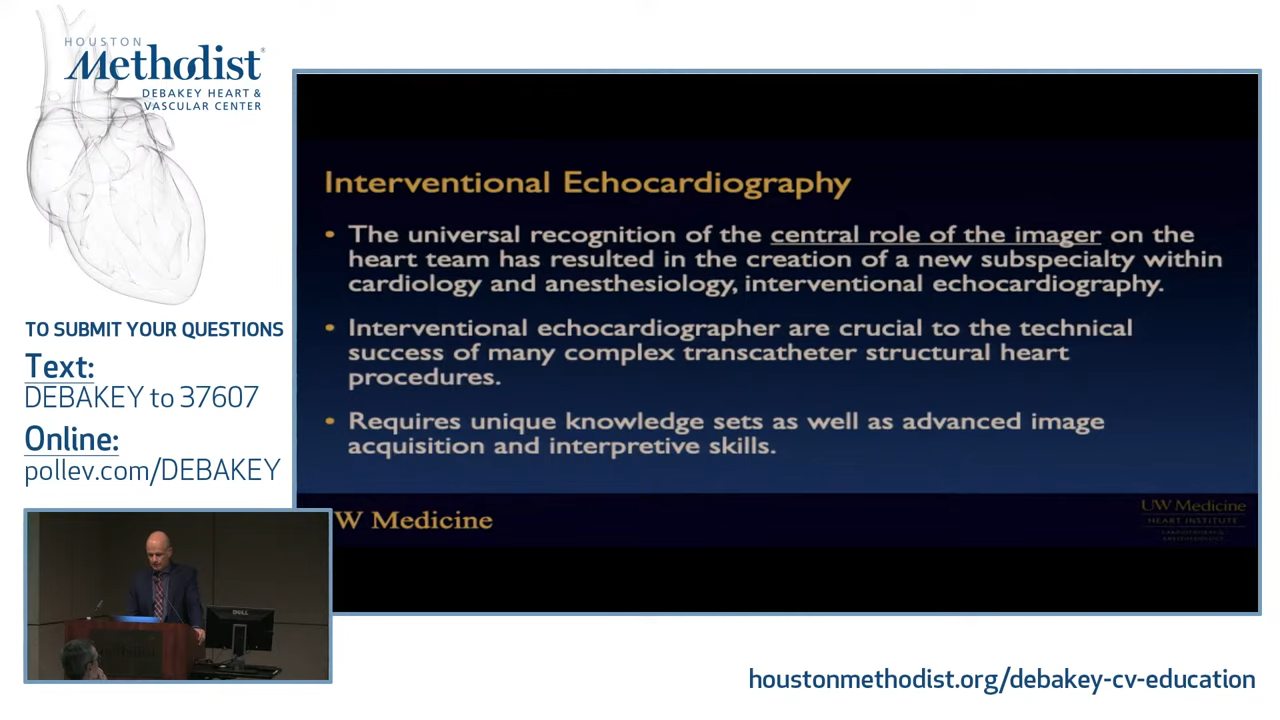 HOUSTON
Methodist®
DEBAKEY HEART &
VASCULAR CENTER
TO SUBMIT YOUR QUESTIONS
Text:
DEBAKEY to 37607
Online:
pollev.com/DEBAKEY
Interventional Echocardiography
• The universal recognition of the central role of the imager on the
heart team has resulted in the creation of a new subspecialty within
cardiology and anesthesiology, interventional echocardiography.
• Interventional echocardiographer are crucial to the technical
success of many complex transcatheter structural heart
procedures.
• Requires unique knowledge sets as well as advanced image
acquisition and interpretive skills.
W Medicine
UW Medicine
HEART INSTITUTE
DELL
houstonmethodist.org/debakey-cv-education